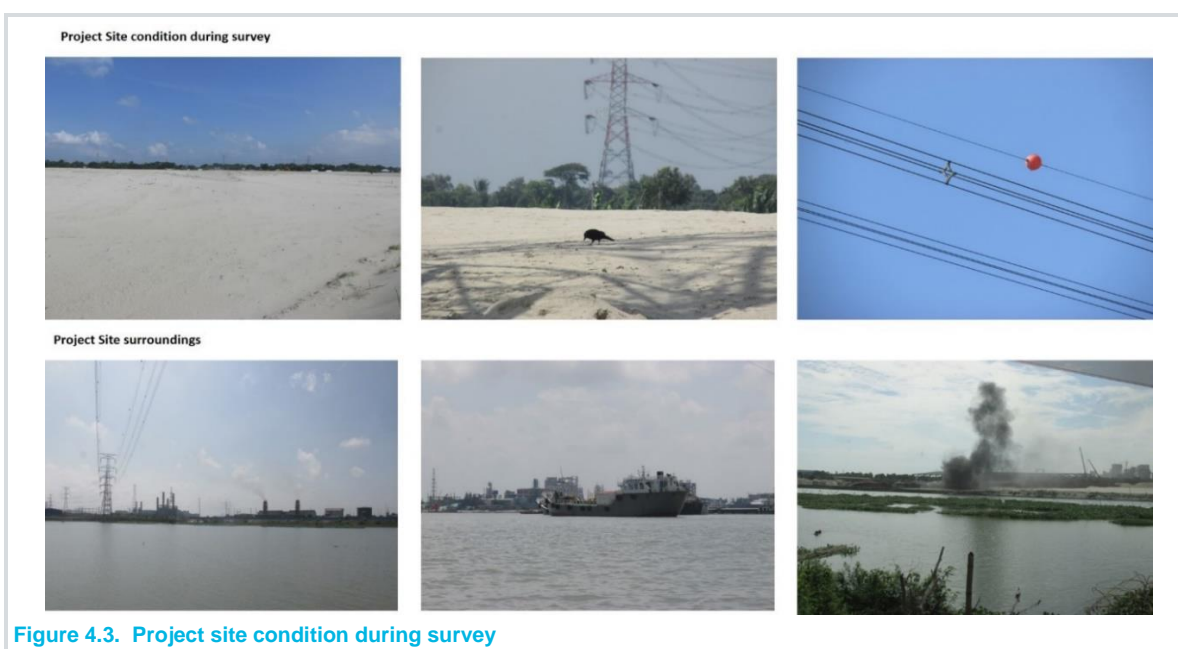 Project Site condition during survey
Project Site surroundings
Figure 4.3. Project site condition during survey